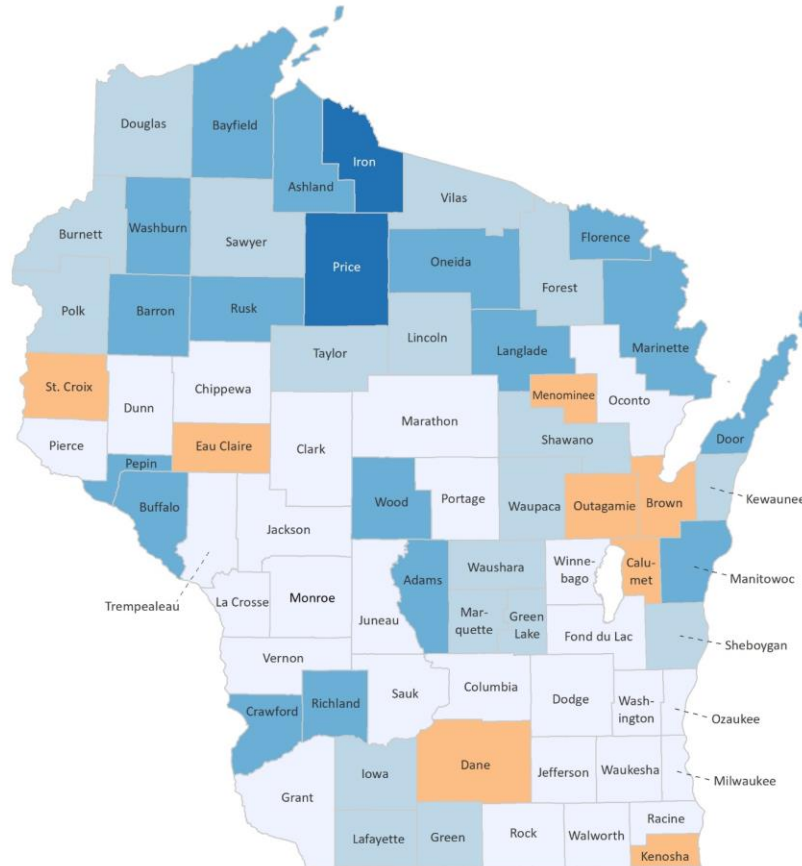 Douglas
Bayfield
Iron
Ashland
Vilas
Burnett
Washburn
Sawyer
Price
Oneida
Florence
Forest
Polk
Barron
Rusk
Taylor
Lincoln
Langlade
Marinette
St. Croix
Dunn
Chippewa
Menominee
Oconto
Marathon
Pierce
Eau Claire
Clark
Shawano
Door
Pepin
Buffalo
Wood
Portage
Waupaca
Outagamie
Brown
Kewaunee
Jackson
Trempealeau
La Crosse
Monroe
Juneau
Adams
Waushara
Winne-
bago
Calu-
met
Manitowoc
Mar-
quette
Green
Lake
Fond du Lac
Sheboygan
Vernon
Crawford
Richland
Sauk
Columbia
Dodge
Wash-
ington
Ozaukee
Grant
Iowa
Dane
Jefferson
Waukesha
Milwaukee
Lafayette
Green
Rock
Walworth
Racine
Kenosha